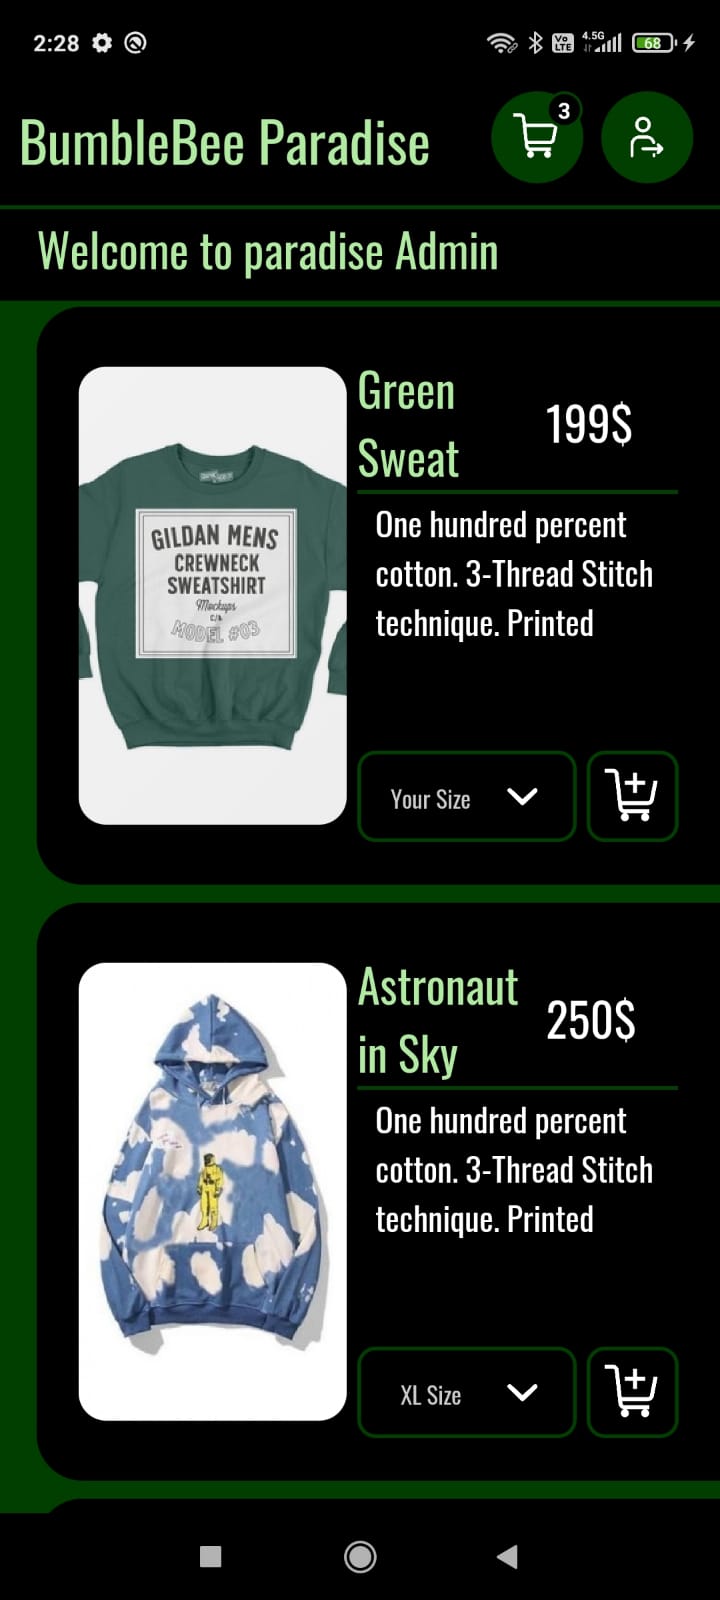 2:28
Vo LTE 4.5G 68
BumbleBee Paradise 3
Welcome to paradise Admin
Green
Sweat
199$
GILDAN MENS
CREWNECK
SWEATSHIRT
Mockups
MODEL #03
One hundred percent
cotton. 3-Thread Stitch
technique. Printed
Your Size
Astronaut
in Sky
250$
One hundred percent
cotton. 3-Thread Stitch
technique. Printed
XL Size